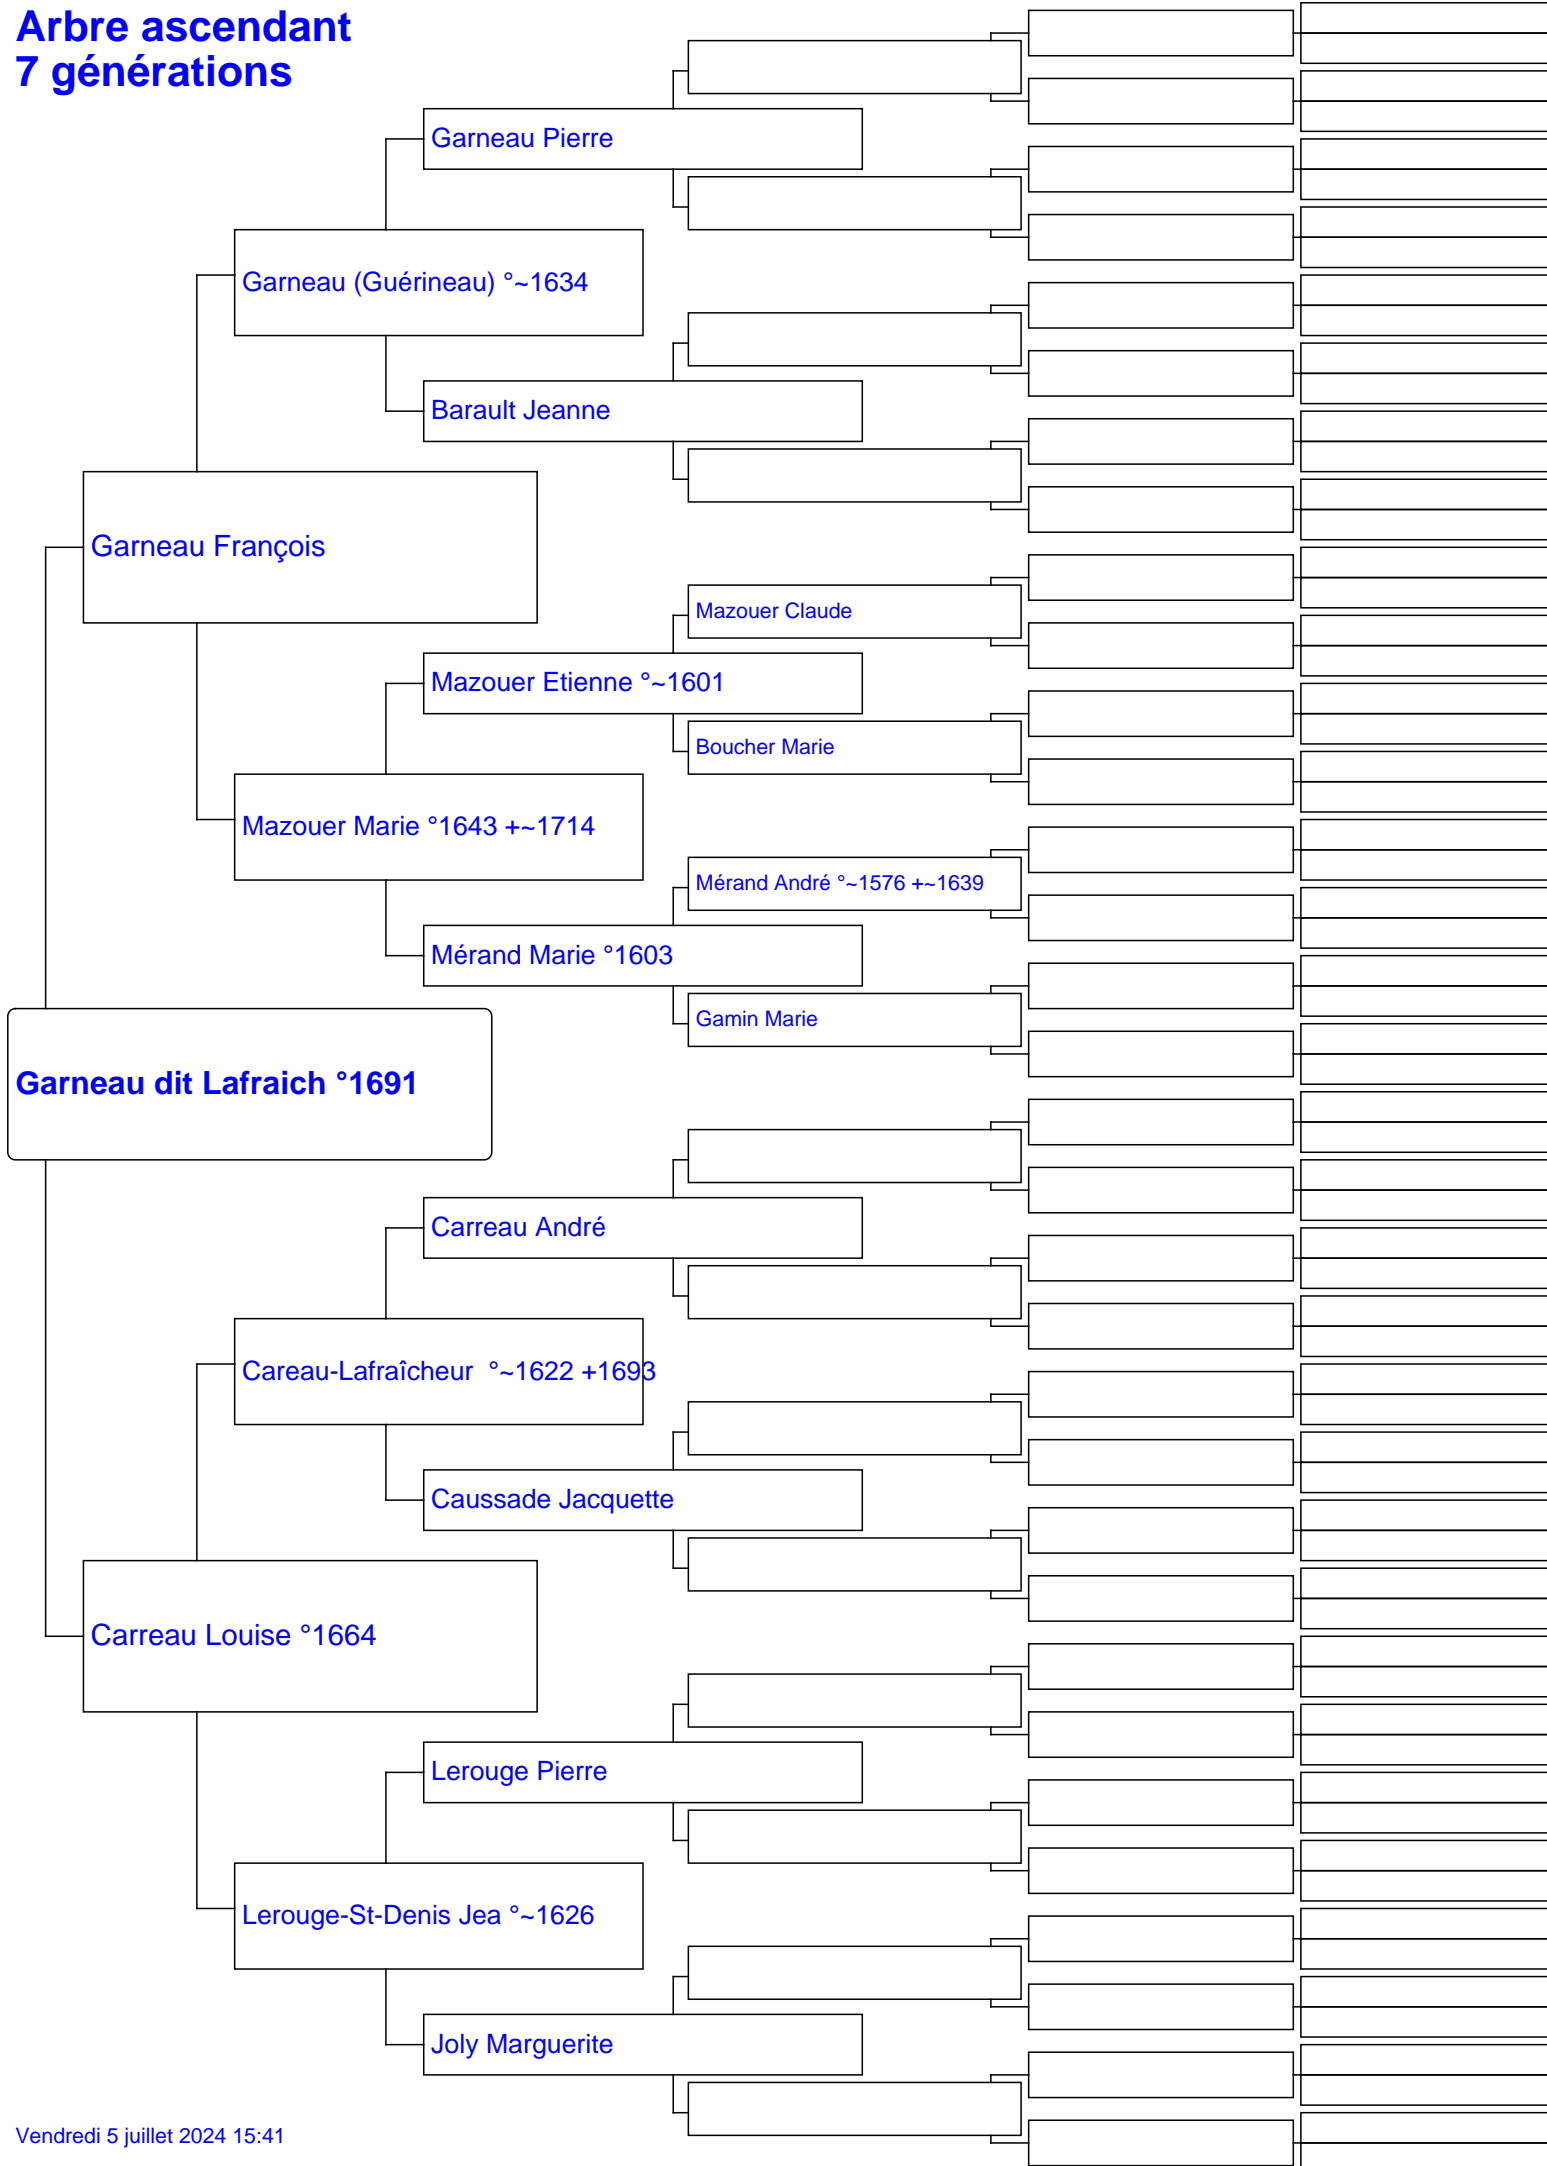 Arbre ascendant
7 générations
Garneau Pierre
Garneau (Guérineau) °~1634
Barault Jeanne
Garneau François
Mazouer Claude
Mazouer Etienne °~1601
Boucher Marie
Mazouer Marie °1643 +~1714
Mérand André °~1576 +~1639
Mérand Marie °1603
Gamin Marie
Garneau dit Lafraich °1691
Carreau André
Careau-Lafraîcheur °~1622 +1693
Caussade Jacquette
Carreau Louise °1664
Lerouge Pierre
Lerouge-St-Denis Jea °~1626
Joly Marguerite
Vendredi 5 juillet 2024 15:41